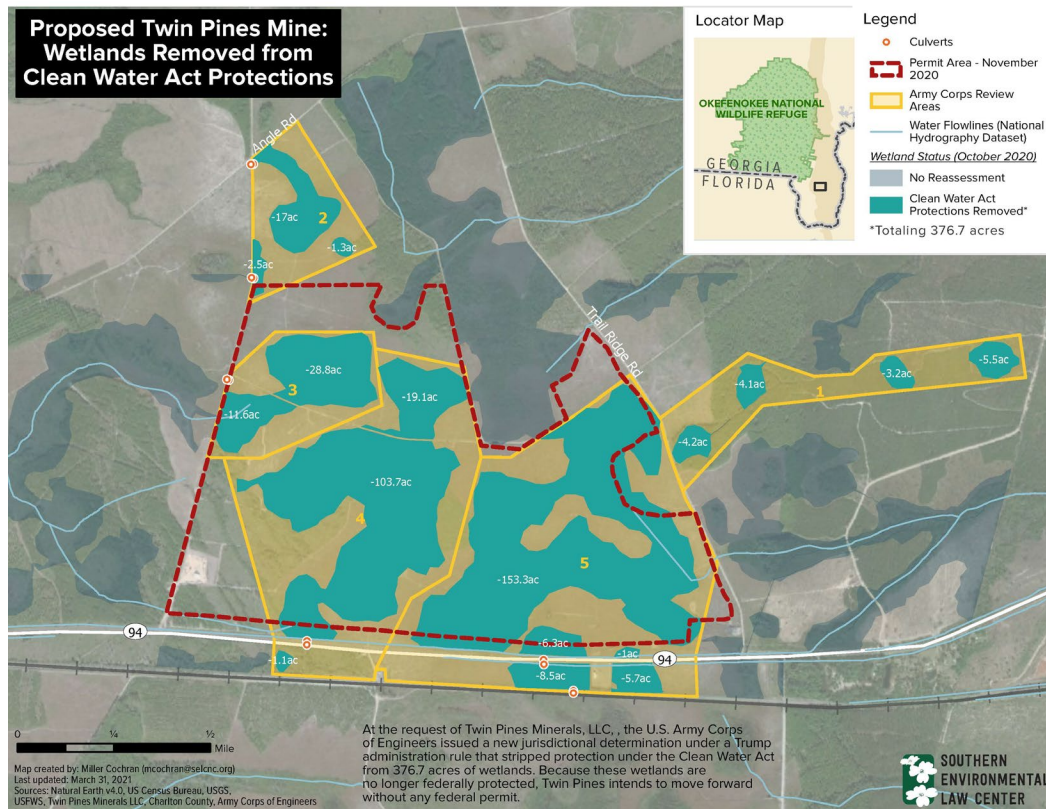 Proposed Twin Pines Mine:
Wetlands Removed from
Clean Water Act Protections
Locator Map
OKEFENOKEE NATIONAL
WILDLIFE REFUGE
GEORGIA
FLORIDA
Legend
Culverts
Permit Area - November
2020
Army Corps Review
Areas
Water Flowlines (National
Hydrography Dataset)
Wetland Status (October 2020)
No Reassessment
Clean Water Act
Protections Removed*
*Totaling 376.7 acres
Angle Rd
-17ac
2
-1.3ac
-2.5ac
Trail Ridge Rd
-28.8ac
3
-19.1ac
-11.6ac
-4.1ac
-3.2ac
-5.5ac
1
-4.2ac
-103.7ac
4
5
-153.3ac
94
-6.3ac
-1ac
94
-1.1ac
-8.5ac
-5.7ac
0 ¼ ½
Mile
Map created by: Miller Cochran (mcochran@selcnc.org)
Last updated: March 31, 2021
Sources: Natural Earth v4.0, US Census Bureau, USGS,
USFWS, Twin Pines Minerals LLC, Charlton County, Army Corps of Engineers
At the request of Twin Pines Minerals, LLC, , the U.S. Army Corps
of Engineers issued a new jurisdictional determination under a Trump
administration rule that stripped protection under the Clean Water Act
from 376.7 acres of wetlands. Because these wetlands are
no longer federally protected, Twin Pines intends to move forward
without any federal permit.
SOUTHERN
ENVIRONMENTAL
LAW CENTER